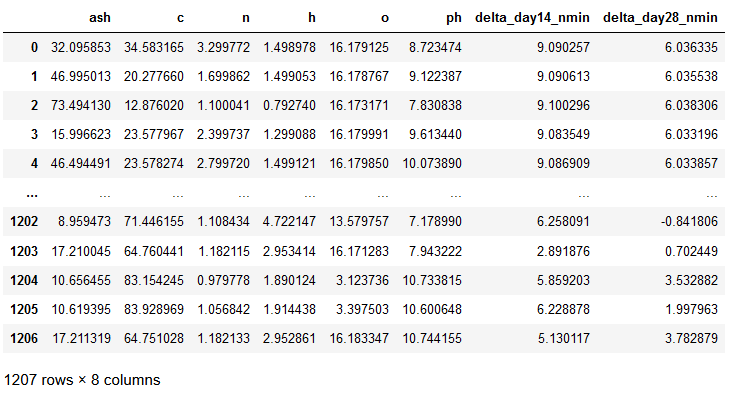 ash c n h o ph delta_day14_nmin delta_day28_nmin
0 32.095853 34.583165 3.299772 1.498978 16.179125 8.723474 9.090257 6.036335
1 46.995013 20.277660 1.699862 1.499053 16.178767 9.122387 9.090613 6.035538
2 73.494130 12.876020 1.100041 0.792740 16.173171 7.830838 9.100296 6.038306
3 15.996623 23.577967 2.399737 1.299088 16.179991 9.613440 9.083549 6.033196
4 46.494491 23.578274 2.799720 1.499121 16.179850 10.073890 9.086909 6.033857
... ... ... ... ... ... ... ... ...
1202 8.959473 71.446155 1.108434 4.722147 13.579757 7.178990 6.258091 -0.841806
1203 17.210045 64.760441 1.182115 2.953414 16.171283 7.943222 2.891876 0.702449
1204 10.656455 83.154245 0.979778 1.890124 3.123736 10.733815 5.859203 3.532882
1205 10.619395 83.928969 1.056842 1.914438 3.397503 10.600648 6.228878 1.997963
1206 17.211319 64.751028 1.182133 2.952861 16.183347 10.744155 5.130117 3.782879
1207 rows × 8 columns